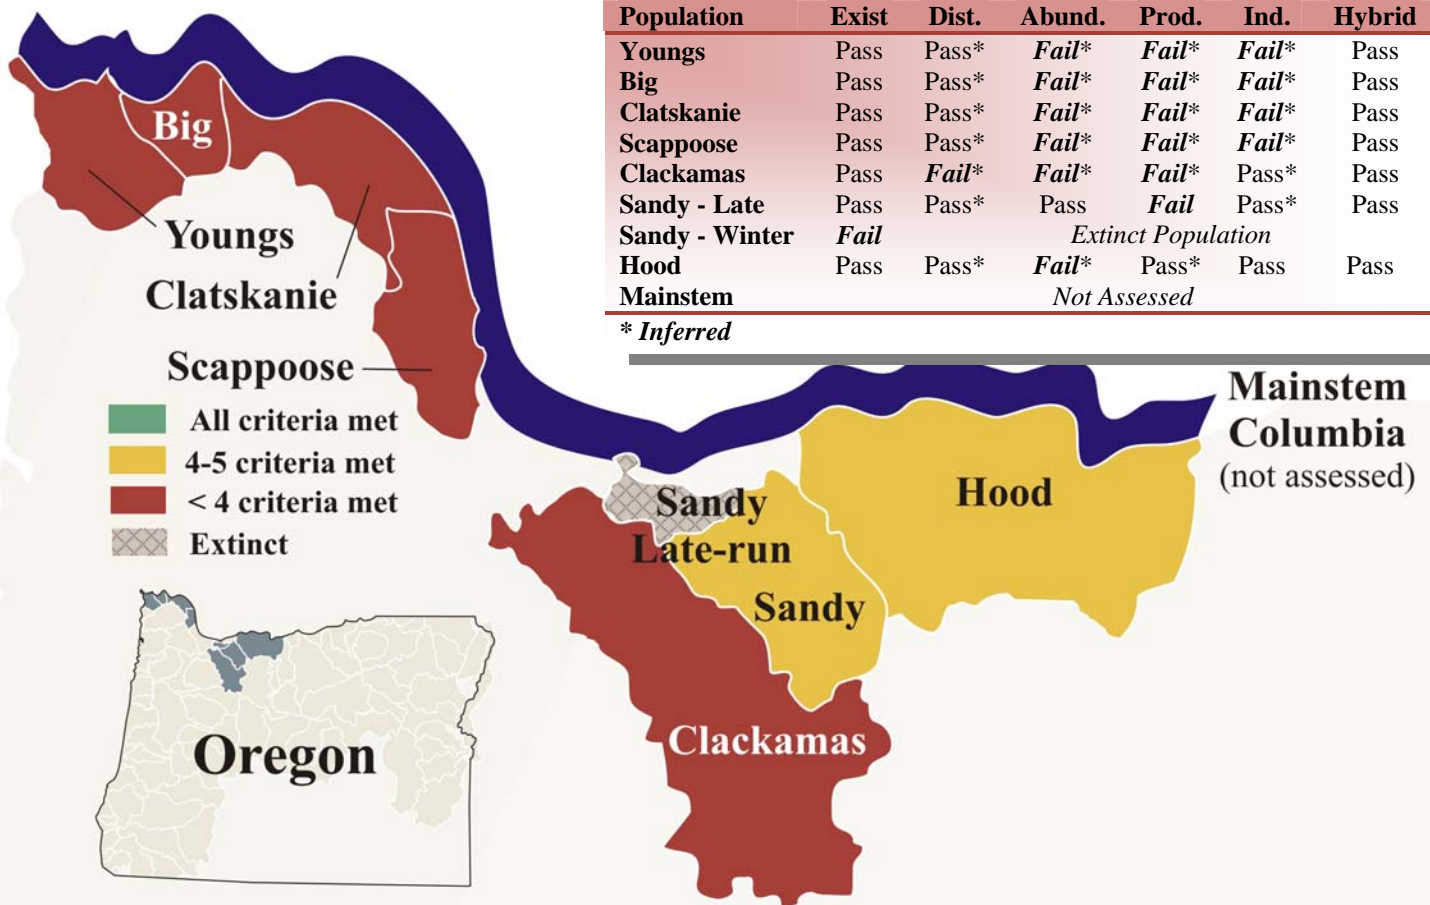 Population Exist Dist. Abund. Prod. Ind. Hybrid
Youngs Pass Pass* Fail* Fail* Fail* Pass
Big Pass Pass* Fail* Fail* Fail* Pass
Clatskanie Pass Pass* Fail* Fail* Fail* Pass
Scappoose Pass Pass* Fail* Fail* Fail* Pass
Clackamas Pass Fail* Fail* Fail* Pass* Pass
Sandy - Late Pass Pass* Pass Fail Pass* Pass
Sandy - Winter Fail Extinct Population
Hood Pass Pass* Fail* Pass* Pass Pass
Mainstem Not Assessed
* Inferred
Big
Youngs
Clatskanie
Scappoose
All criteria met
4-5 criteria met
< 4 criteria met
Extinct
Mainstem
Columbia
(not assessed)
Hood
Sandy
Late-run
Sandy
Clackamas
Oregon